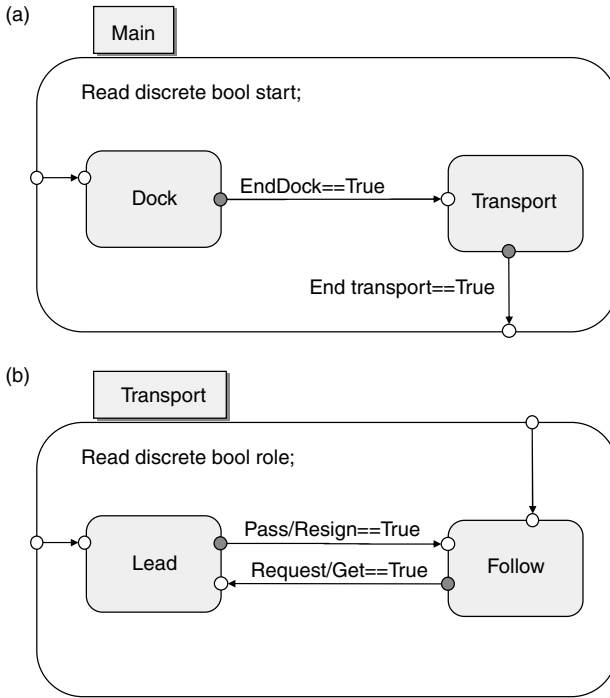 (a)
Main
Read discrete bool start;
Dock
EndDock==True
Transport
End transport==True
(b)
Transport
Read discrete bool role;
Lead
Pass/Resign==True
Request/Get==True
Follow